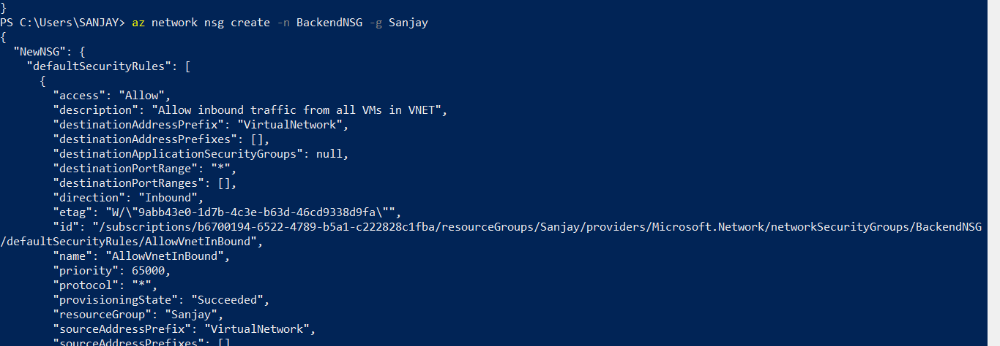 }
PS C:\Users\SANJAY> az network nsg create -n BackendNSG -g Sanjay
{
  "NewNSG": {
    "defaultSecurityRules": [
      {
        "access": "Allow",
        "description": "Allow inbound traffic from all VMs in VNET",
        "destinationAddressPrefix": "VirtualNetwork",
        "destinationAddressPrefixes": [],
        "destinationApplicationSecurityGroups": null,
        "destinationPortRange": "*",
        "destinationPortRanges": [],
        "direction": "Inbound",
        "etag": "W/\"9abb43e0-1d7b-4c3e-b63d-46cd9338d9fa\"",
        "id": "/subscriptions/b6700194-6522-4789-b5a1-c222828c1fba/resourceGroups/Sanjay/providers/Microsoft.Network/networkSecurityGroups/BackendNSG
/defaultSecurityRules/AllowVnetInBound",
        "name": "AllowVnetInBound",
        "priority": 65000,
        "protocol": "*",
        "provisioningState": "Succeeded",
        "resourceGroup": "Sanjay",
        "sourceAddressPrefix": "VirtualNetwork",
        "sourceAddressPrefixes": []